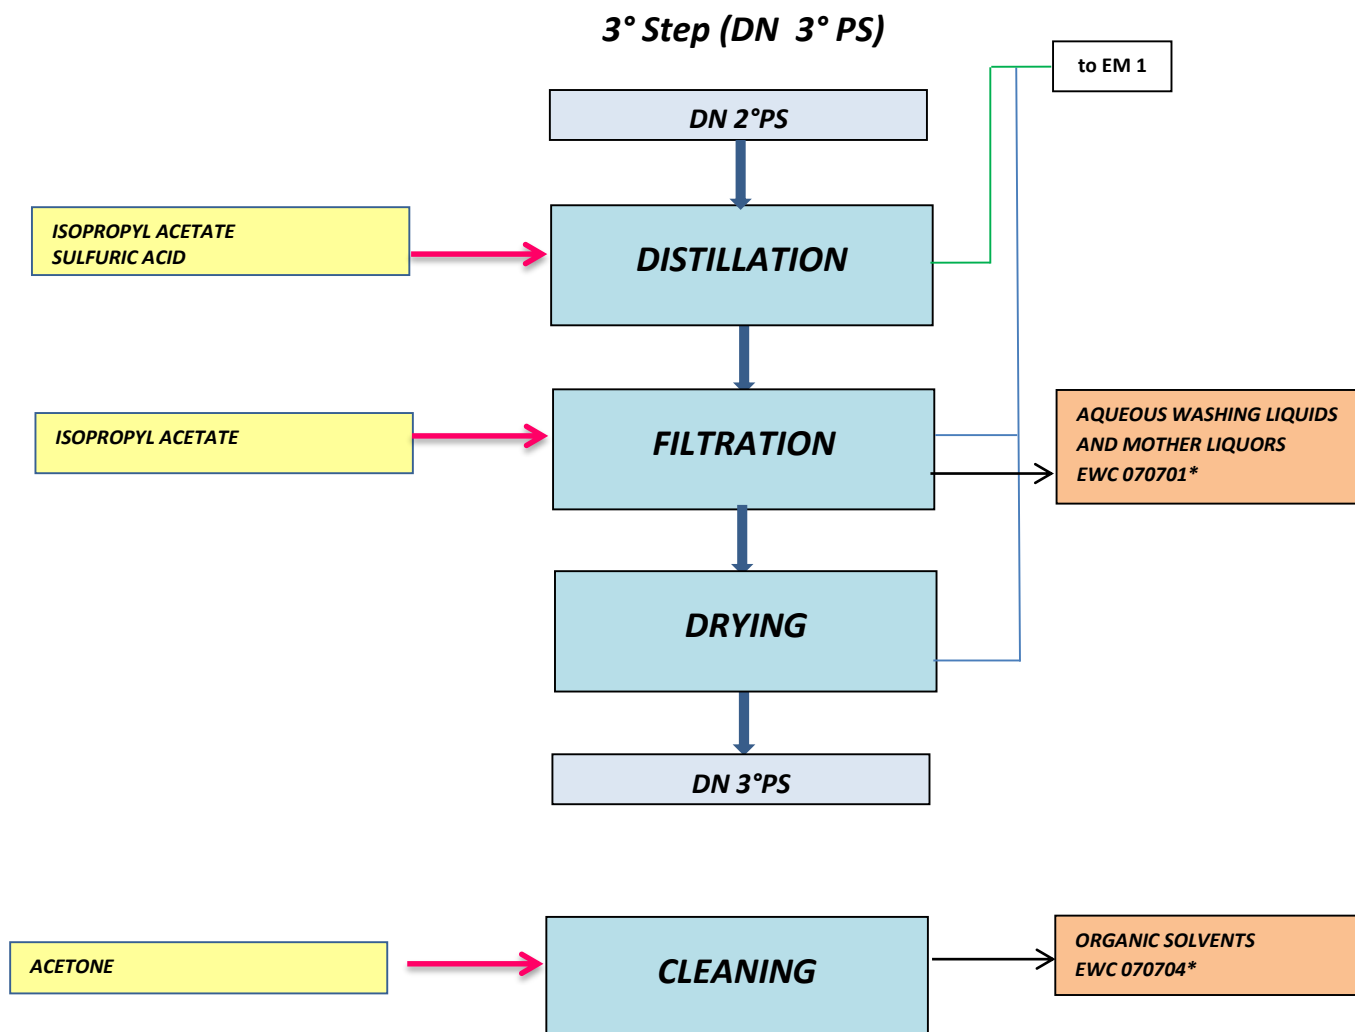 3° Step (DN 3° PS)
to EM 1
DN 2°PS
ISOPROPYL ACETATE
SULFURIC ACID
DISTILLATION
ISOPROPYL ACETATE
FILTRATION
AQUEOUS WASHING LIQUIDS
AND MOTHER LIQUORS
EWC 070701*
DRYING
DN 3°PS
ACETONE
CLEANING
ORGANIC SOLVENTS
EWC 070704*